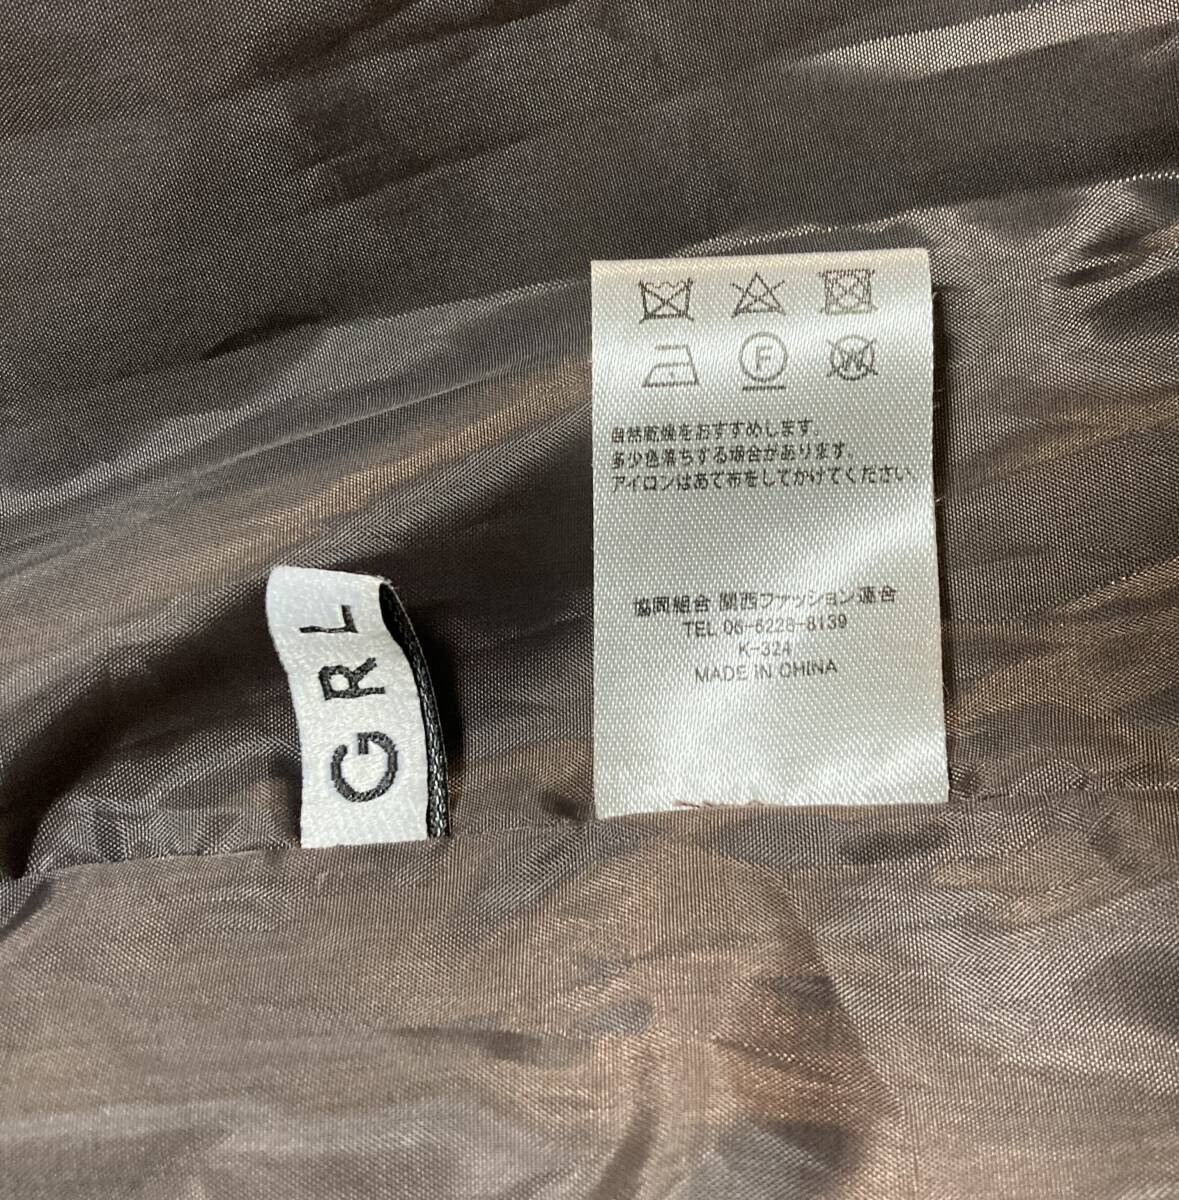 GRL
F
W
自然乾燥をおすすめします。
多少色落ちする場合があります。
アイロンはあて布をしてかけてください。
協同組合 関西ファッション連合
TEL 06-6228-8139
K-324
MADE IN CHINA